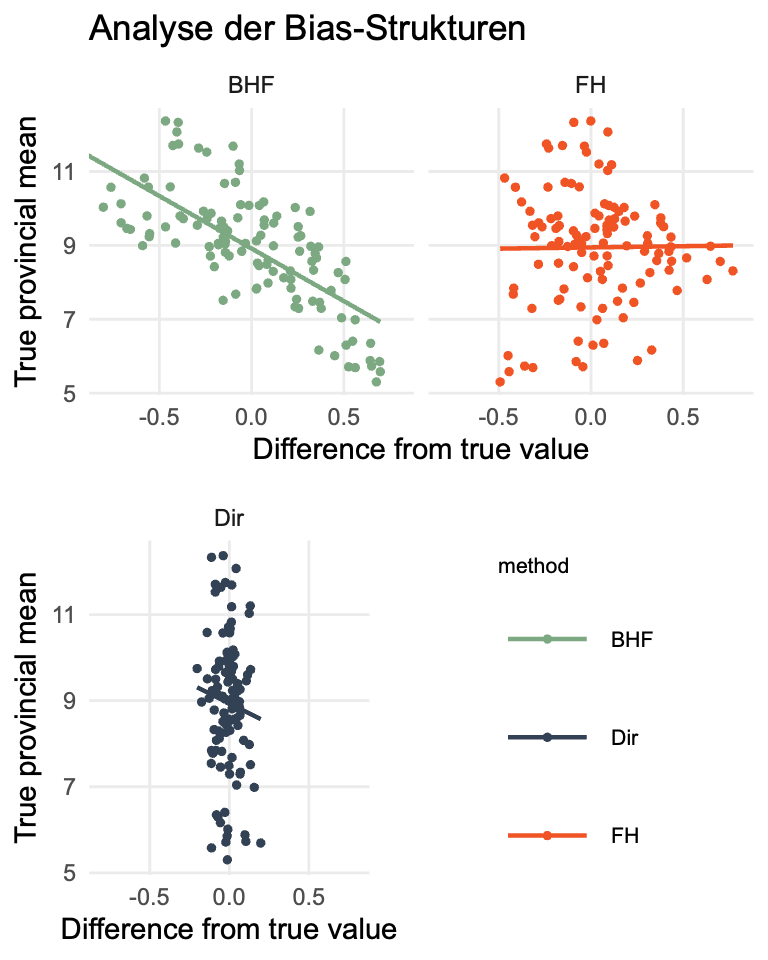 Analyse der Bias-Strukturen
BHF
FH
True provincial mean
11
9
7
5
-0.5
0.0
0.5
-0.5
0.0
0.5
Difference from true value
Dir
True provincial mean
11
9
7
5
-0.5
0.0
0.5
Difference from true value
method
BHF
Dir
FH